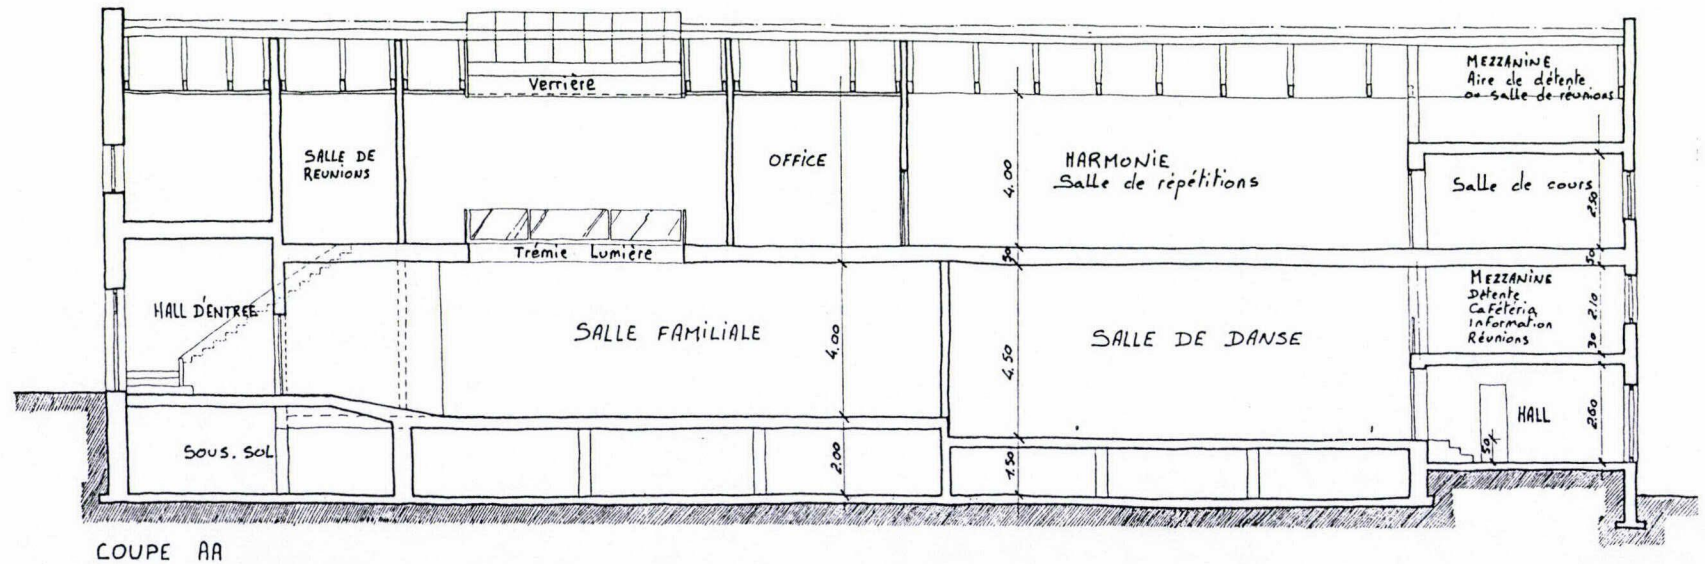 Verrière
MEZZANINE
Aire de détente
ou salle de réunions
SALLE DE
REUNIONS
OFFICE
HARMONIE
Salle de répétitions
4.00
Salle de cours
2.50
Trémie Lumière
50
50
HALL D'ENTREE
SALLE FAMILIALE
4.00
SALLE DE DANSE
4.50
MEZZANINE
Détente
Caféteria
Information
Réunions
2.10
30
HALL
2.60
50
SOUS.SOL
2.00
1.50
COUPE AA